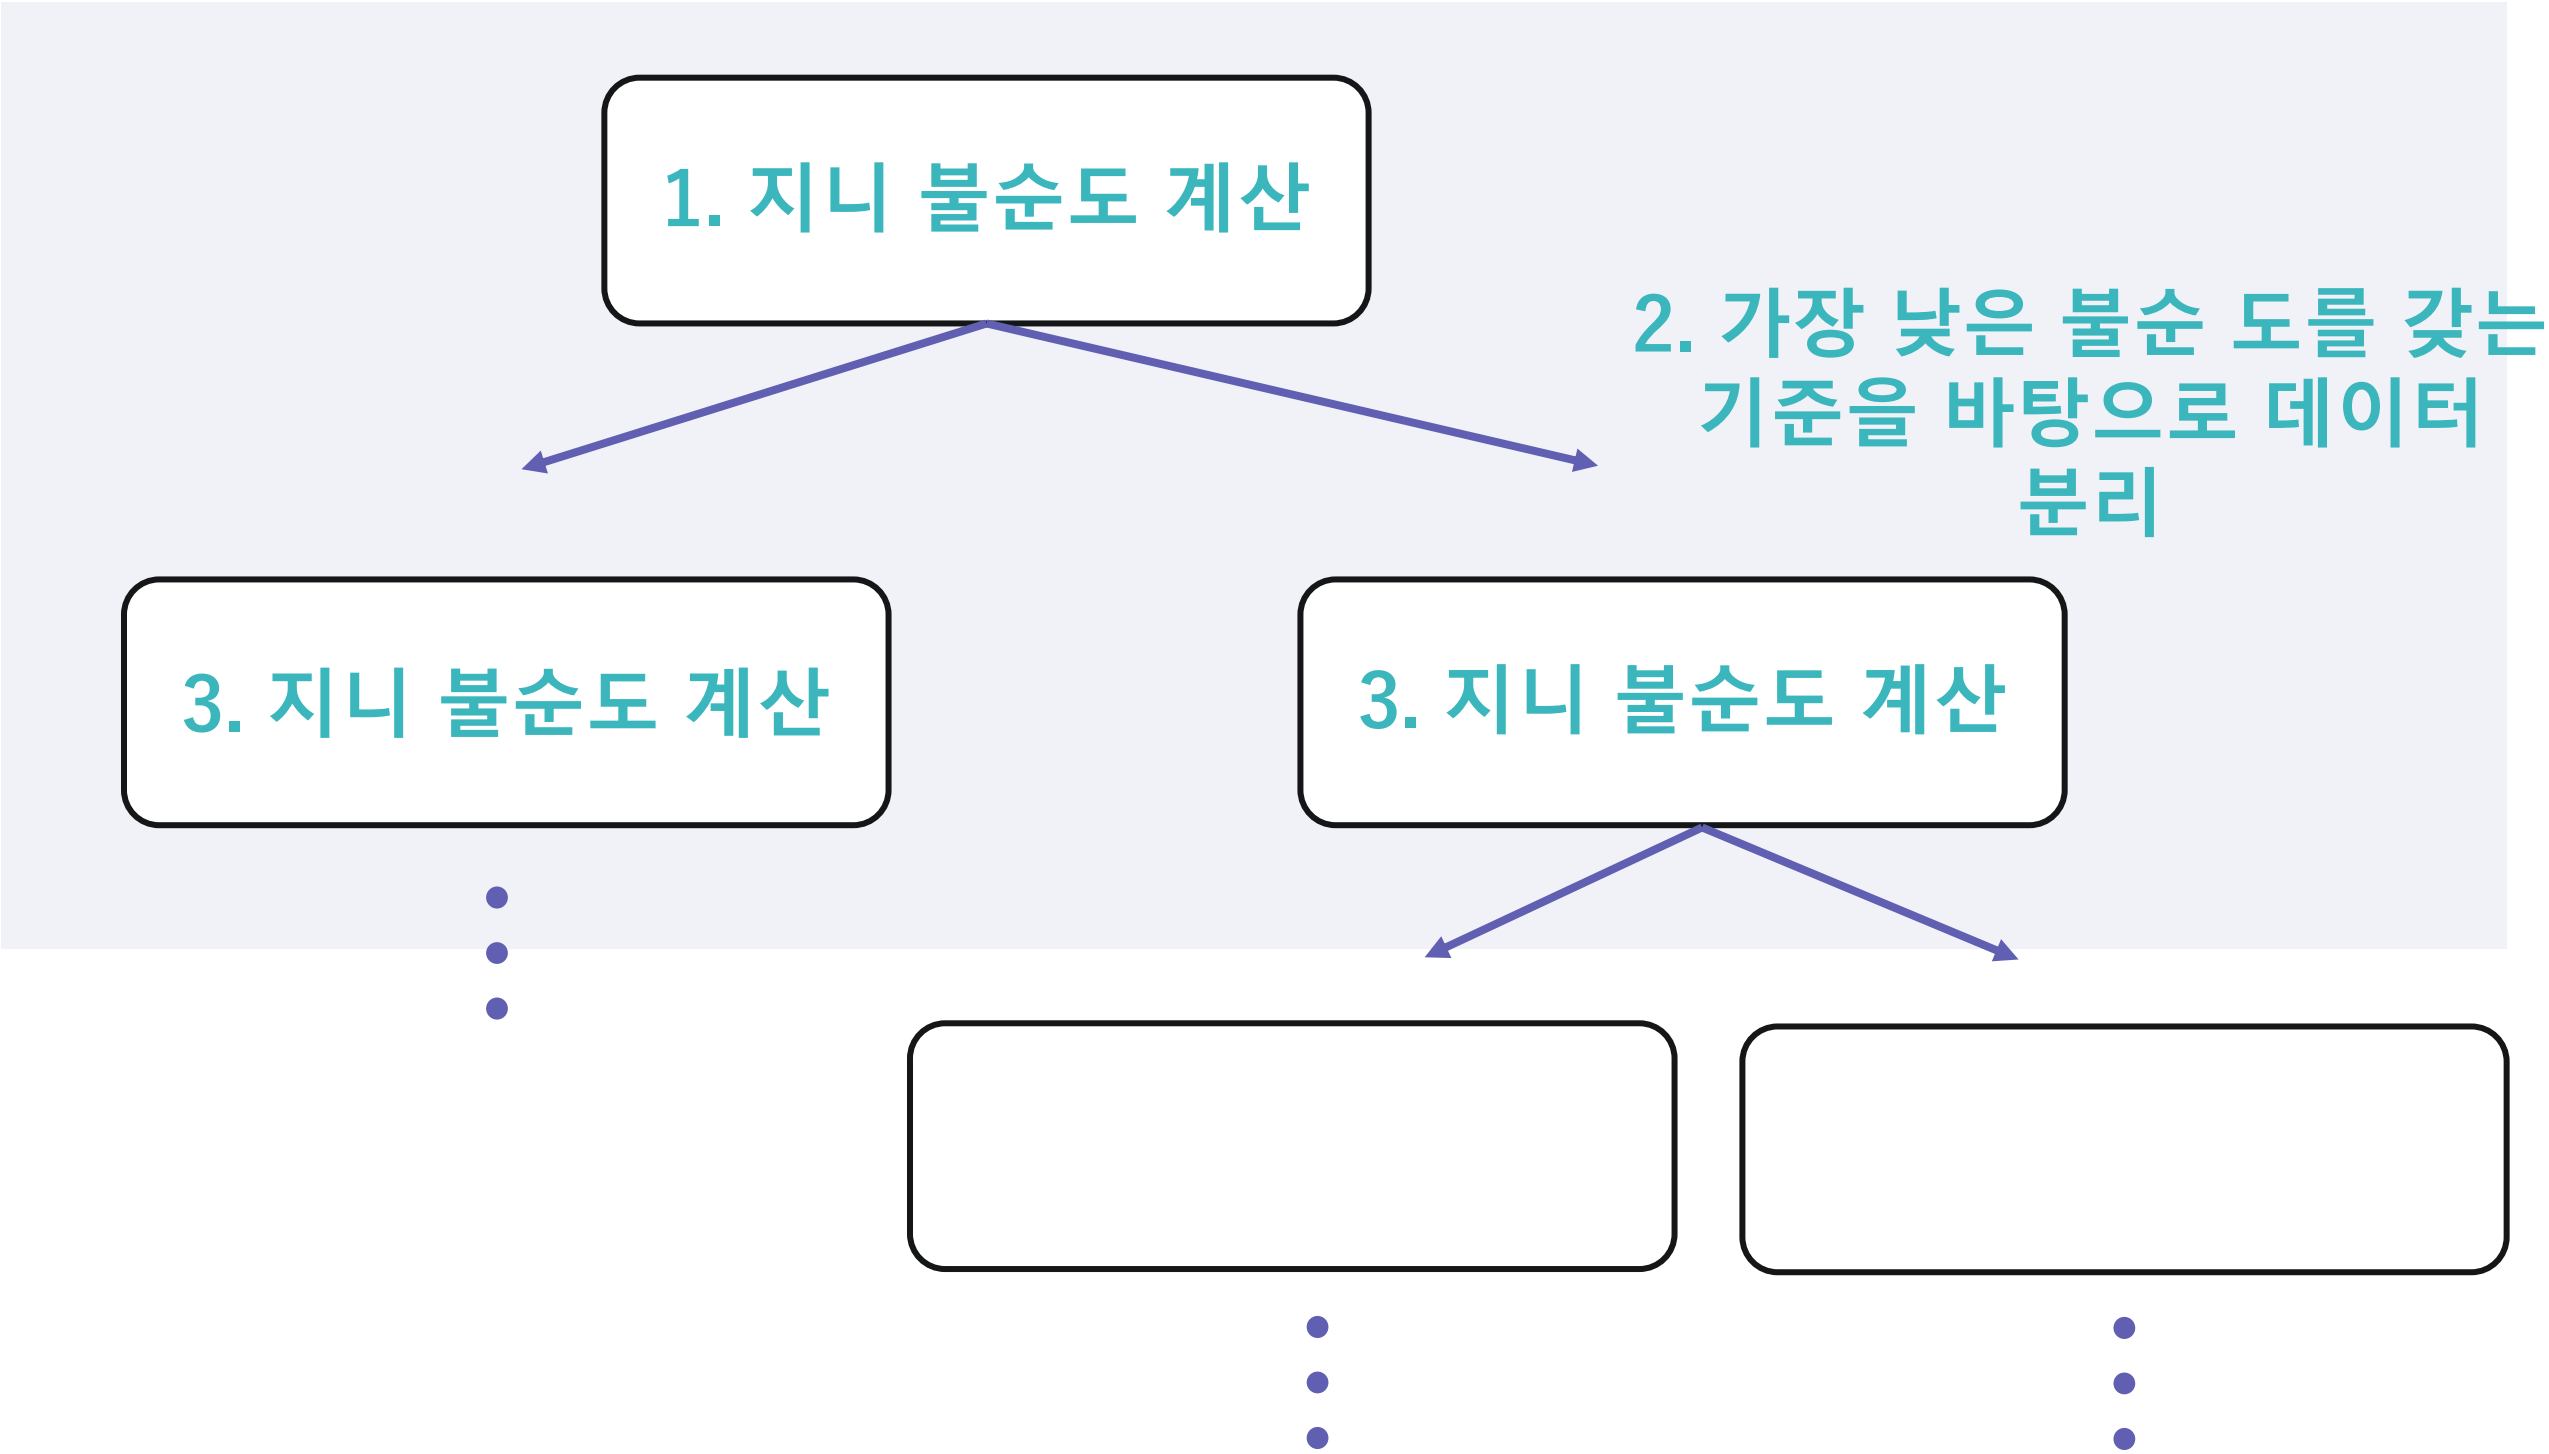 1. 지니 불순도 계산
2. 가장 낮은 불순 도를 갖는
기준을 바탕으로 데이터
분리
3. 지니 불순도 계산
3. 지니 불순도 계산